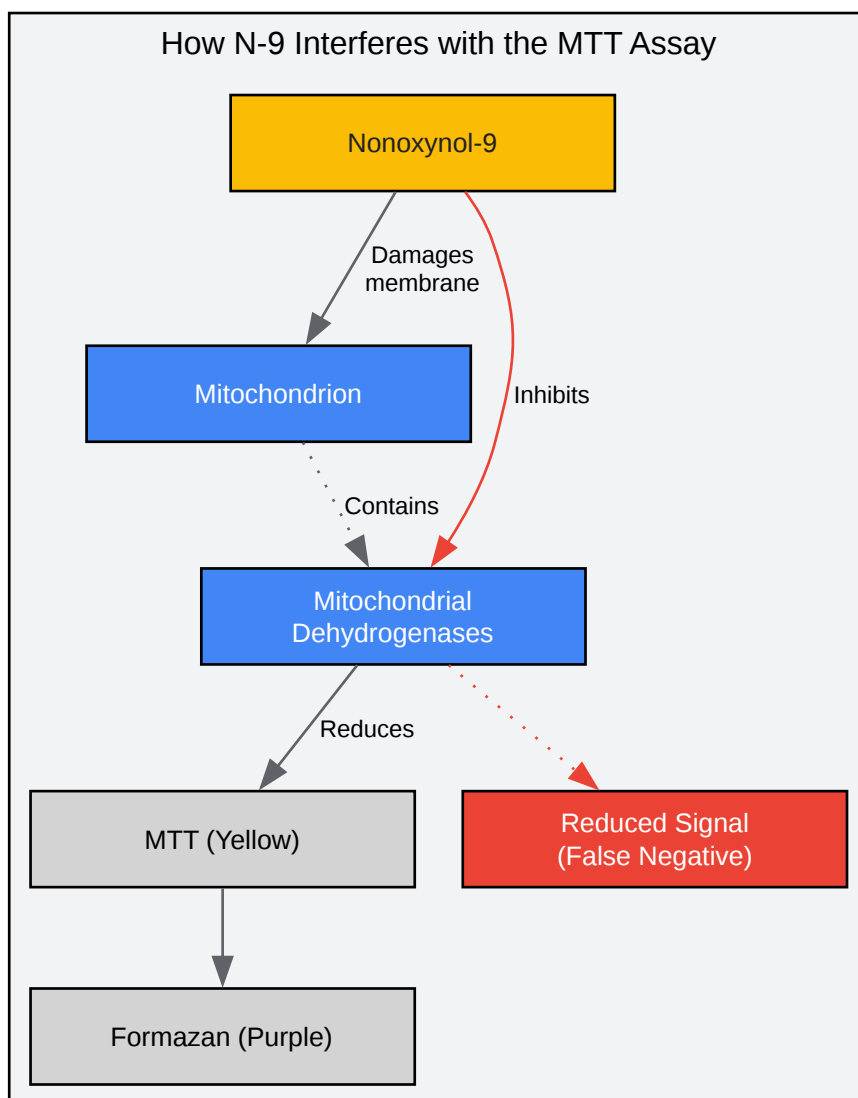 How N-9 Interferes with the MTT Assay
Nonoxynol-9
Damages
membrane
Mitochondrion
Inhibits
Contains
Mitochondrial
Dehydrogenases
Reduces
MTT (Yellow)
Reduced Signal
(False Negative)
Formazan (Purple)